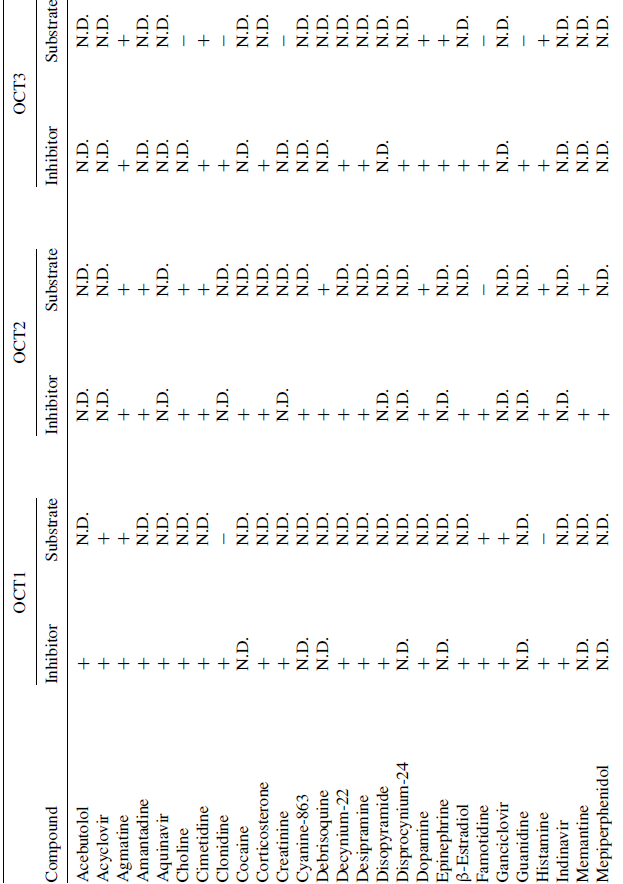 OCT1 OCT2 OCT3
Compound Inhibitor Substrate Inhibitor Substrate Inhibitor Substrate
Acebutolol + N.D. N.D. N.D. N.D. N.D.
Acyclovir + + N.D. N.D. N.D. N.D.
Agmatine + + + + + +
Amantadine + N.D. + + N.D. N.D.
Aquinavir + N.D. N.D. N.D. N.D. N.D.
Choline + N.D. + + N.D. −
Cimetidine + N.D. + + + +
Clonidine + − N.D. N.D. + −
Cocaine N.D. N.D. + N.D. N.D. N.D.
Corticosterone + N.D. + N.D. + N.D.
Creatinine + N.D. N.D. N.D. N.D. −
Cyanine-863 N.D. N.D. + N.D. N.D. N.D.
Debrisoquine N.D. N.D. + + N.D. N.D.
Decynium-22 + N.D. + N.D. + N.D.
Desipramine + N.D. + N.D. + N.D.
Disopyramide + N.D. N.D. N.D. N.D. N.D.
Disprocynium-24 N.D. N.D. N.D. N.D. + N.D.
Dopamine + N.D. + + + +
Epinephrine N.D. N.D. N.D. N.D. + +
β-Estradiol + N.D. + N.D. + N.D.
Famotidine + + + − + −
Ganciclovir + + N.D. N.D. N.D. N.D.
Guanidine N.D. N.D. N.D. N.D. + −
Histamine + − + + + +
Indinavir + N.D. N.D. N.D. N.D. N.D.
Memantine N.D. N.D. + + N.D. N.D.
Mepiperphenidol N.D. N.D. + N.D. N.D. N.D.